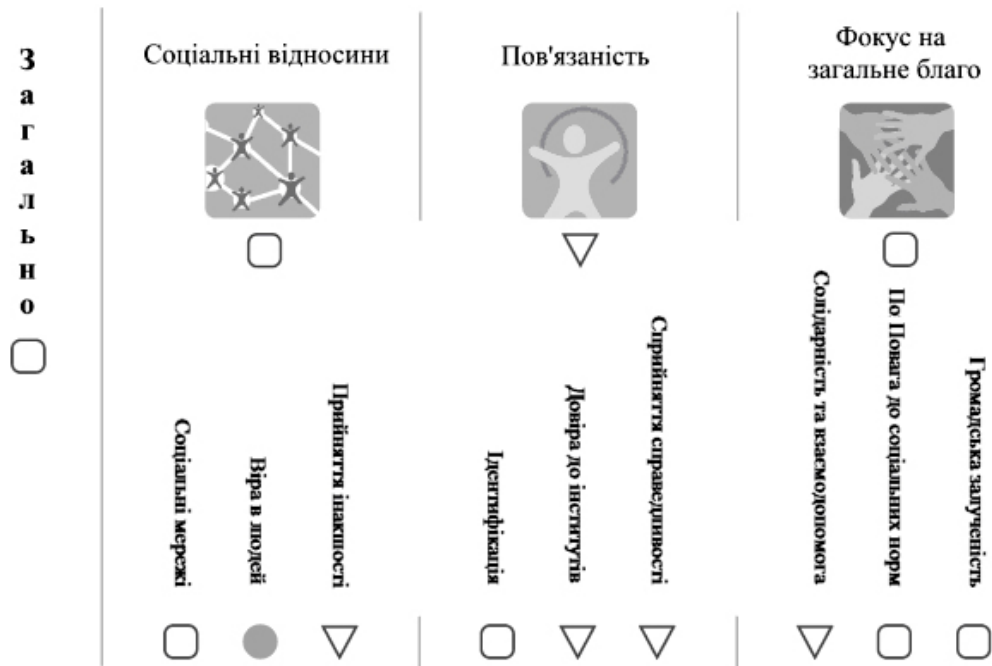 Загально
Соціальні відносини
Пов'язаність
Фокус на
загальне благо
Соціальні мережі
Віра в людей
Прийняття інакшості
Ідентифікація
Довіра до інститутів
Сприйняття справедливості
Солідарність та взаємодопомога
По Повага до соціальних норм
Громадська залученість